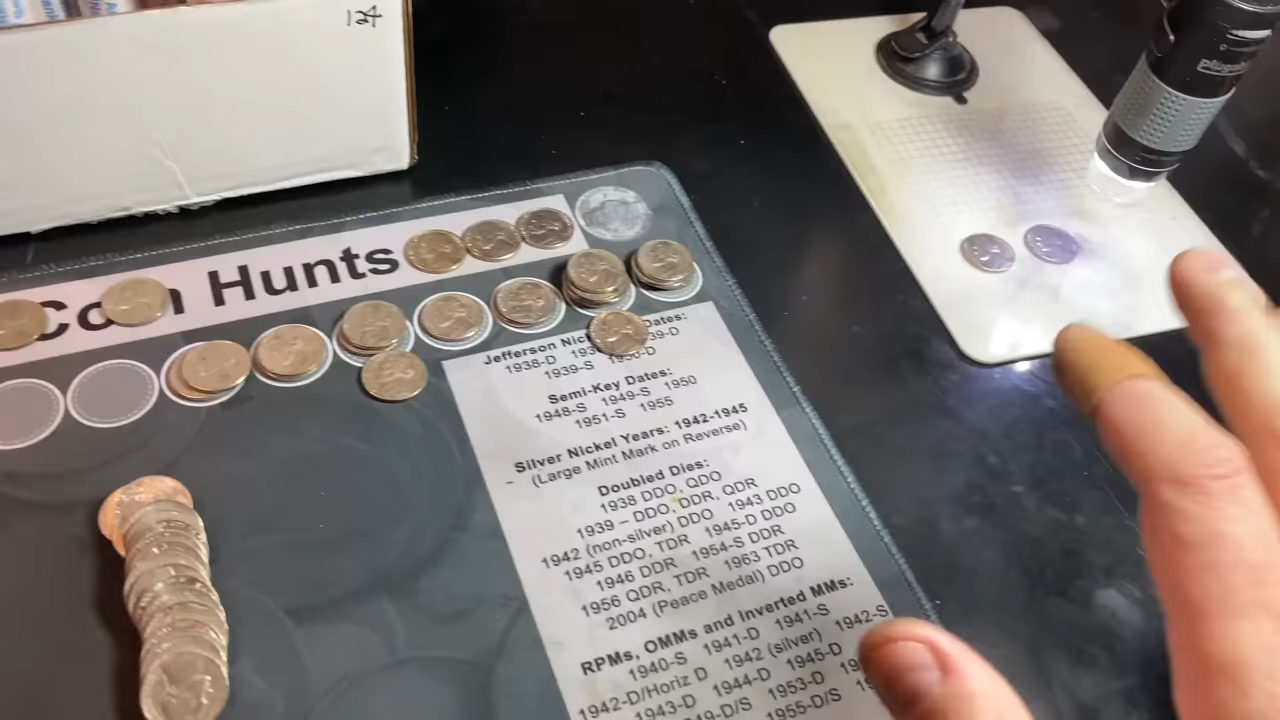 124
Coin Hunts
Jefferson Dates:
1938-D 39-D
1939-S 1950-D
Semi-Key Dates:
1948-S 1949-S 1950
1951-S 1955
Silver Nickel Years: 1942-1945
- (Large Mint Mark on Reverse)
Doubled Dies:
1938 DDO, QDO
1939 – DDO, DDR, QDR
1942 (non-silver) DDO 1943 DDO
1945 DDO, TDR 1945-D DDO
1946 DDR 1954-S DDR
1956 QDR, TDR 1963 TDR
2004 (Peace Medal) DDO
RPMs, OMMs and Inverted MMs:
1940-S 1941-D 1941-S
1942-D/Horiz D 1942 (silver) 1942-S
1943-D 1944-D 1945-D
1949-D/S 1953-D
1955-D/S